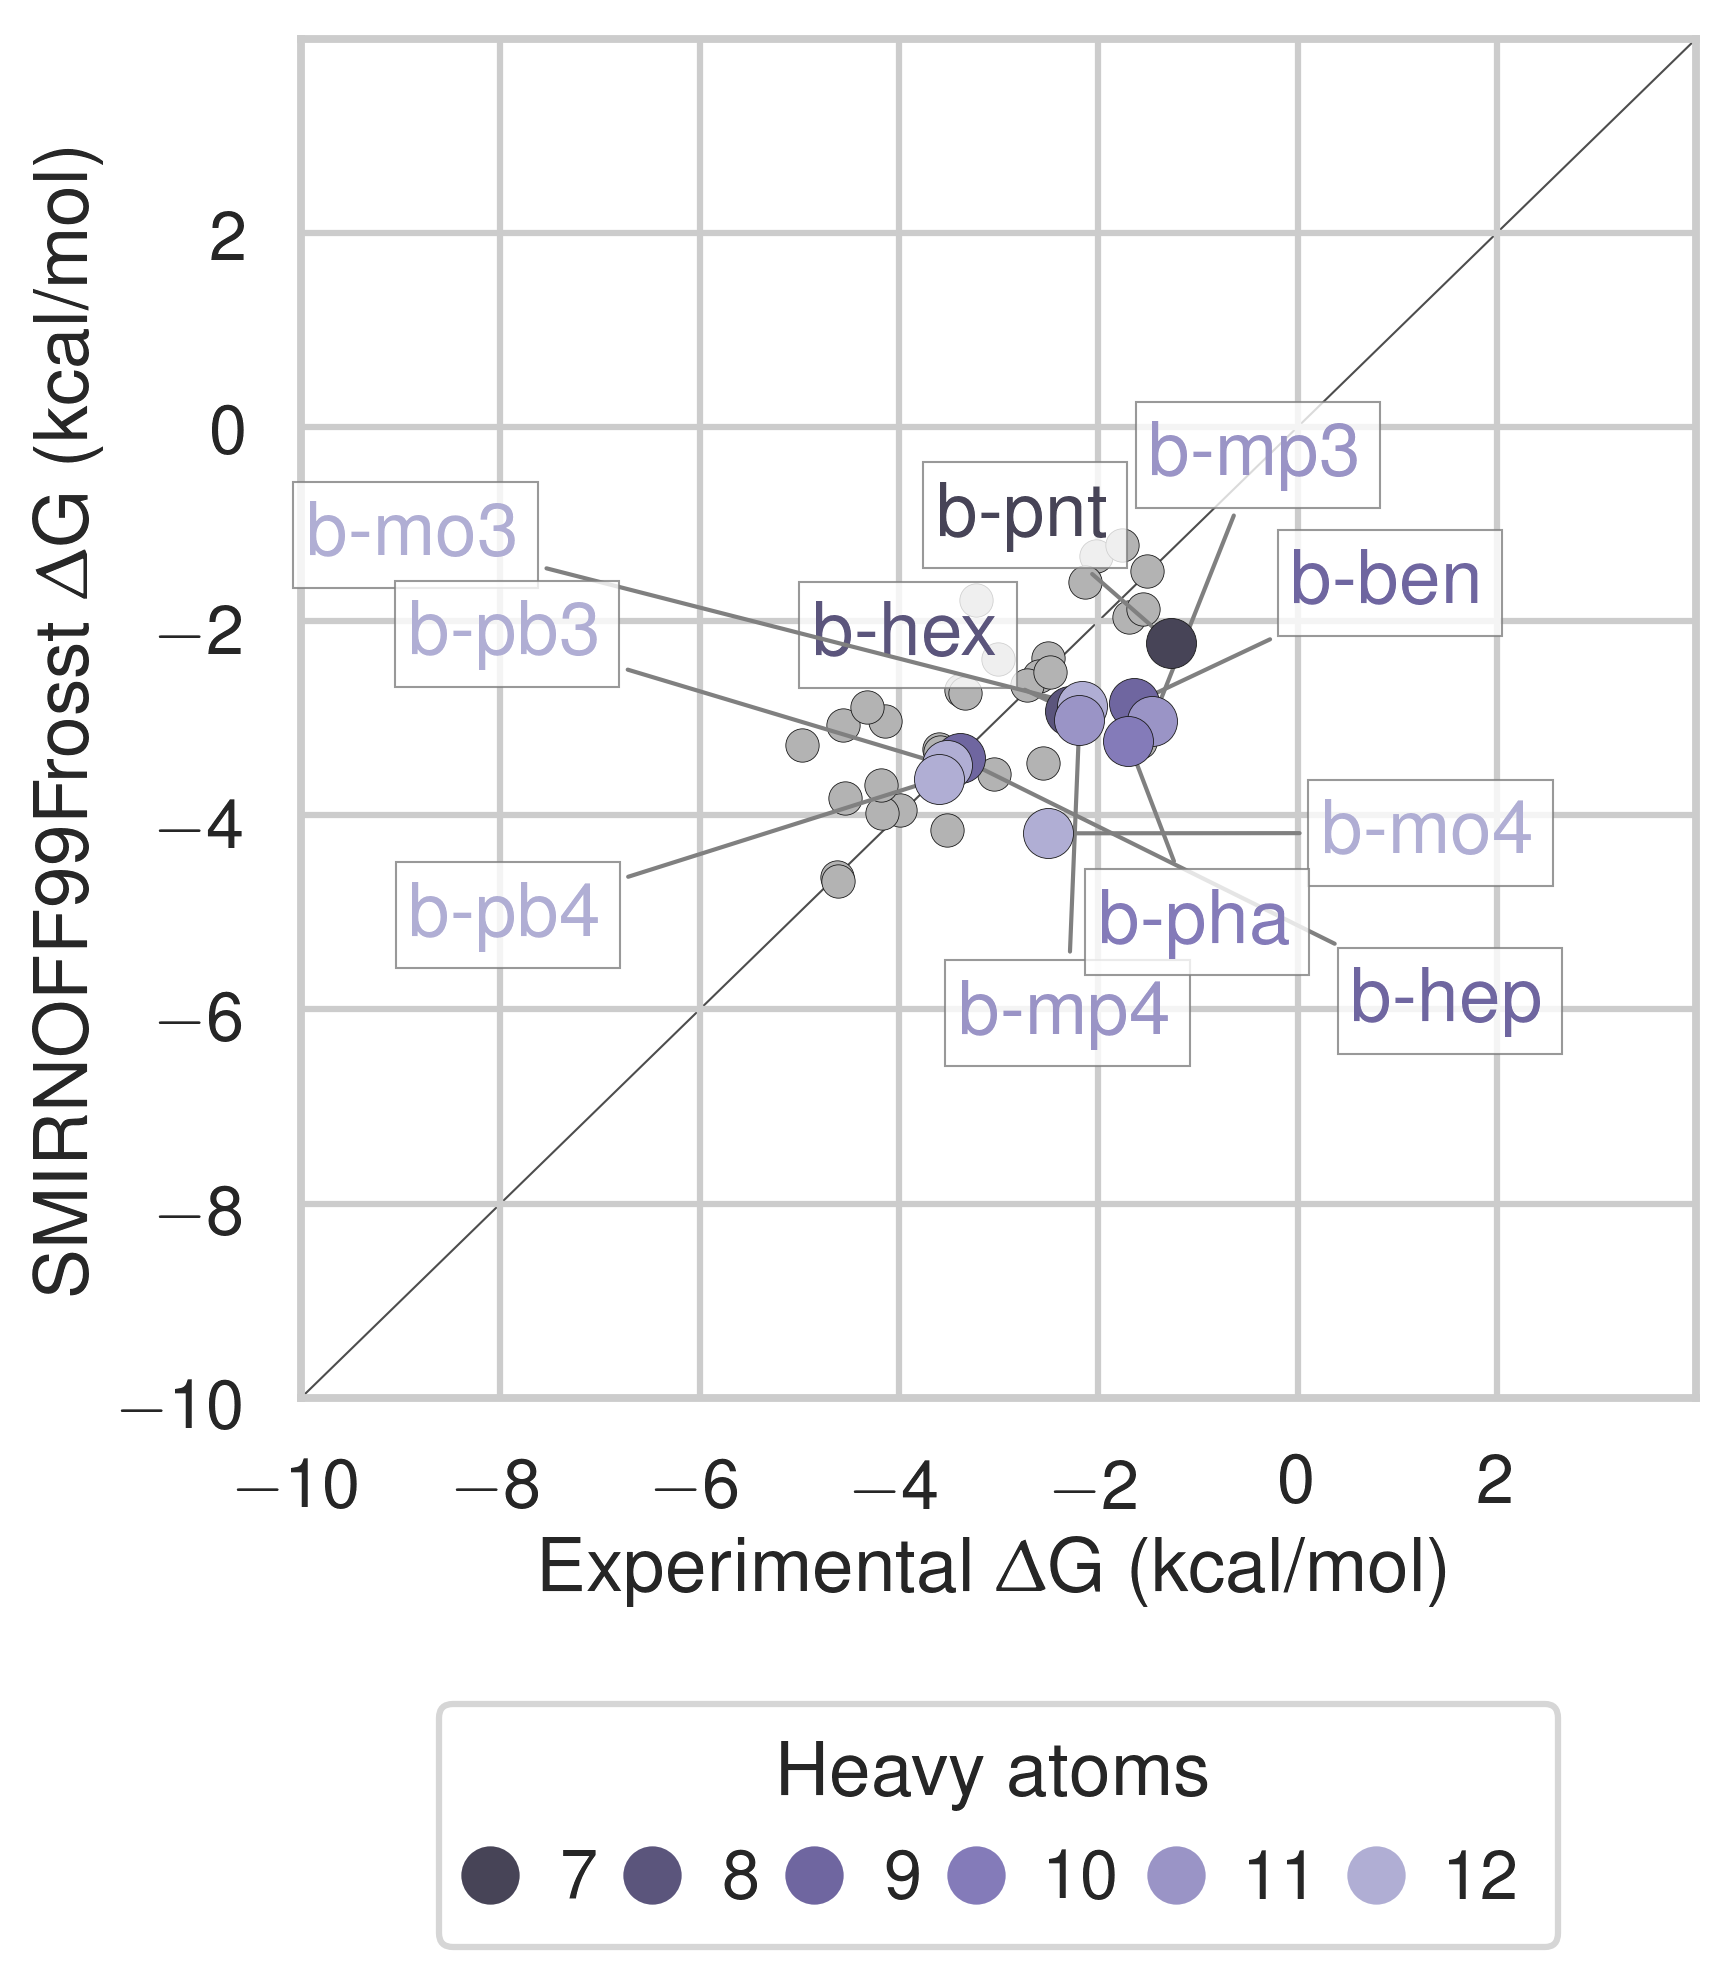 SMIRNOFF99Frosst ΔG (kcal/mol)
2
0
−2
−4
−6
−8
−10
b-mp3
b-pnt
b-mo3
b-ben
b-pb3
b-hex
b-mo4
b-pb4
b-pha
b-mp4
b-hep
−10 −8 −6 −4 −2 0 2
Experimental ΔG (kcal/mol)
Heavy atoms
7 8 9 10 11 12